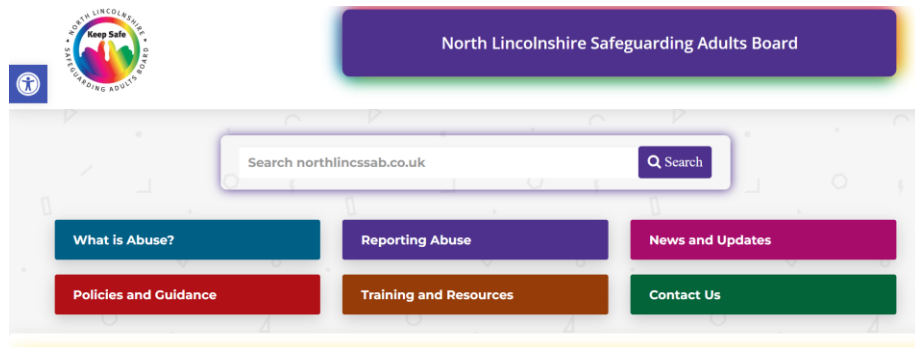 NORTH LINCOLNSHIRE
Keep Safe
SAFEGUARDING ADULTS BOARD
North Lincolnshire Safeguarding Adults Board
Search northlincssab.co.uk
Search
What is Abuse?
Reporting Abuse
News and Updates
Policies and Guidance
Training and Resources
Contact Us